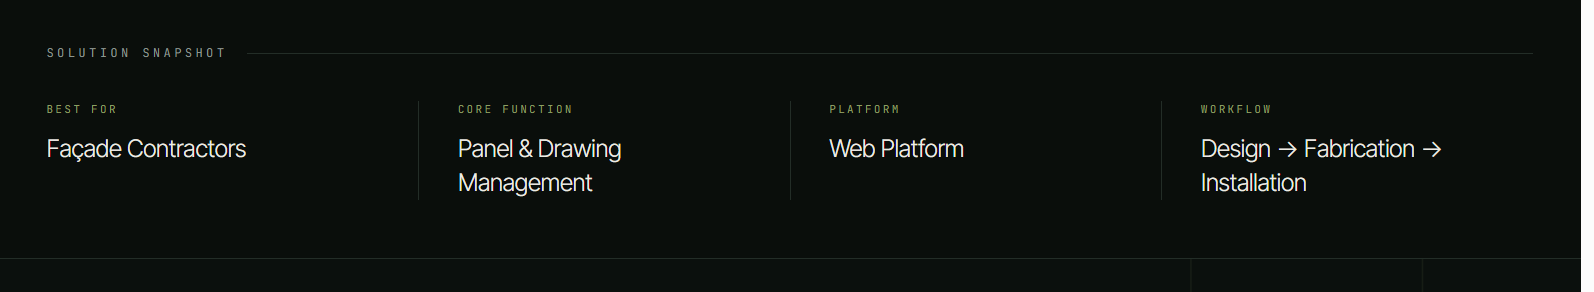 SOLUTION SNAPSHOT
BEST FOR
Façade Contractors
CORE FUNCTION
Panel & Drawing
Management
PLATFORM
Web Platform
WORKFLOW
Design → Fabrication →
Installation